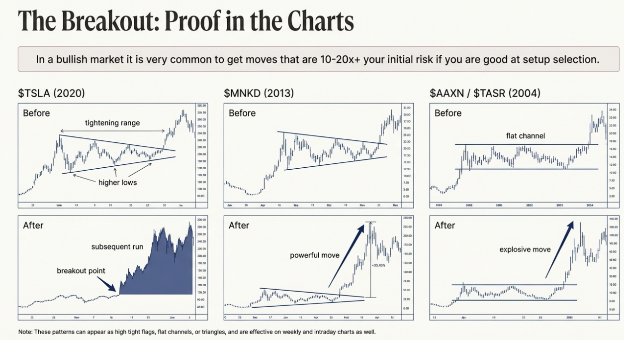 The Breakout: Proof in the Charts
In a bullish market it is very common to get moves that are 10-20x+ your initial risk if you are good at setup selection.
$TSLA (2020)
Before
tightening range
higher lows
After
subsequent run
breakout point
$MNKD (2013)
Before
After
powerful move
$AAXN / $TASR (2004)
Before
flat channel
After
explosive move
Note: These patterns can appear as high tight flags, flat channels, or triangles, and are effective on weekly and intraday charts as well.